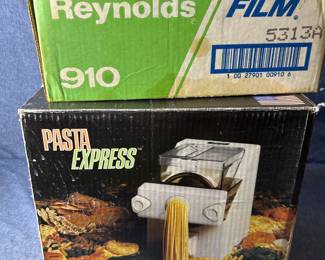 Reynolds
FILM
5313A
910
1 00 27901 00910 6
PASTA
EXPRESS